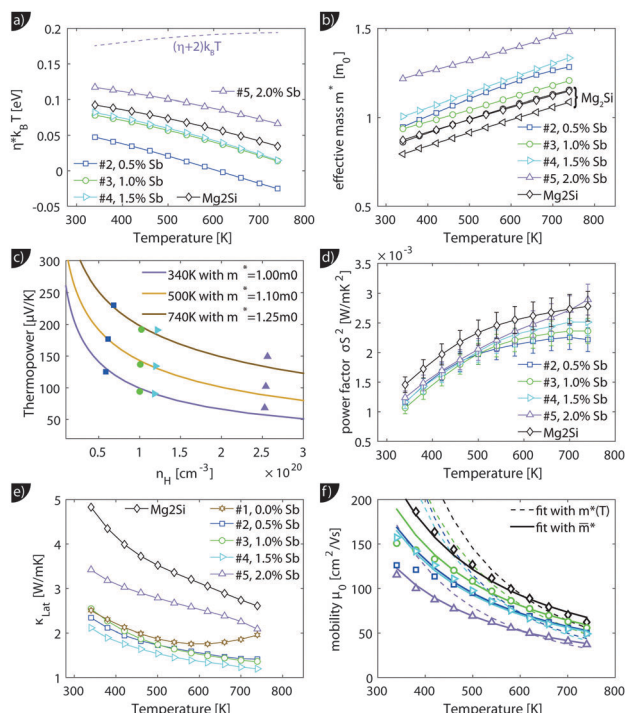 a)
η*k_B T [eV]
0.2
0.15
0.1
0.05
0
-0.05
(η+2)k_BT
#5, 2.0% Sb
#2, 0.5% Sb
#3, 1.0% Sb
#4, 1.5% Sb
Mg2Si
400 500 600 700 800
Temperature [K]
b)
effective mass m* [m_0]
1.5
1
0.5
Mg_2Si
#2, 0.5% Sb
#3, 1.0% Sb
#4, 1.5% Sb
#5, 2.0% Sb
Mg2Si
400 500 600 700 800
Temperature [K]
c)
Thermopower [µV/K]
300
250
200
150
100
50
340K with m*=1.00m0
500K with m*=1.10m0
740K with m*=1.25m0
0.5 1 1.5 2 2.5 3
n_H [cm⁻³]
× 10²⁰
d)
× 10⁻³
power factor σS² [W/mK²]
3.5
3
2.5
2
1.5
1
0.5
#2, 0.5% Sb
#3, 1.0% Sb
#4, 1.5% Sb
#5, 2.0% Sb
Mg2Si
300 400 500 600 700 800
Temperature [K]
e)
κ_Lat [W/mK]
5
4
3
2
1
Mg2Si
#1, 0.0% Sb
#2, 0.5% Sb
#3, 1.0% Sb
#4, 1.5% Sb
#5, 2.0% Sb
300 400 500 600 700 800
Temperature [K]
f)
mobility µ_0 [cm²/Vs]
200
150
100
50
0
fit with m*(T)
fit with m̅*
300 400 500 600 700 800
Temperature [K]